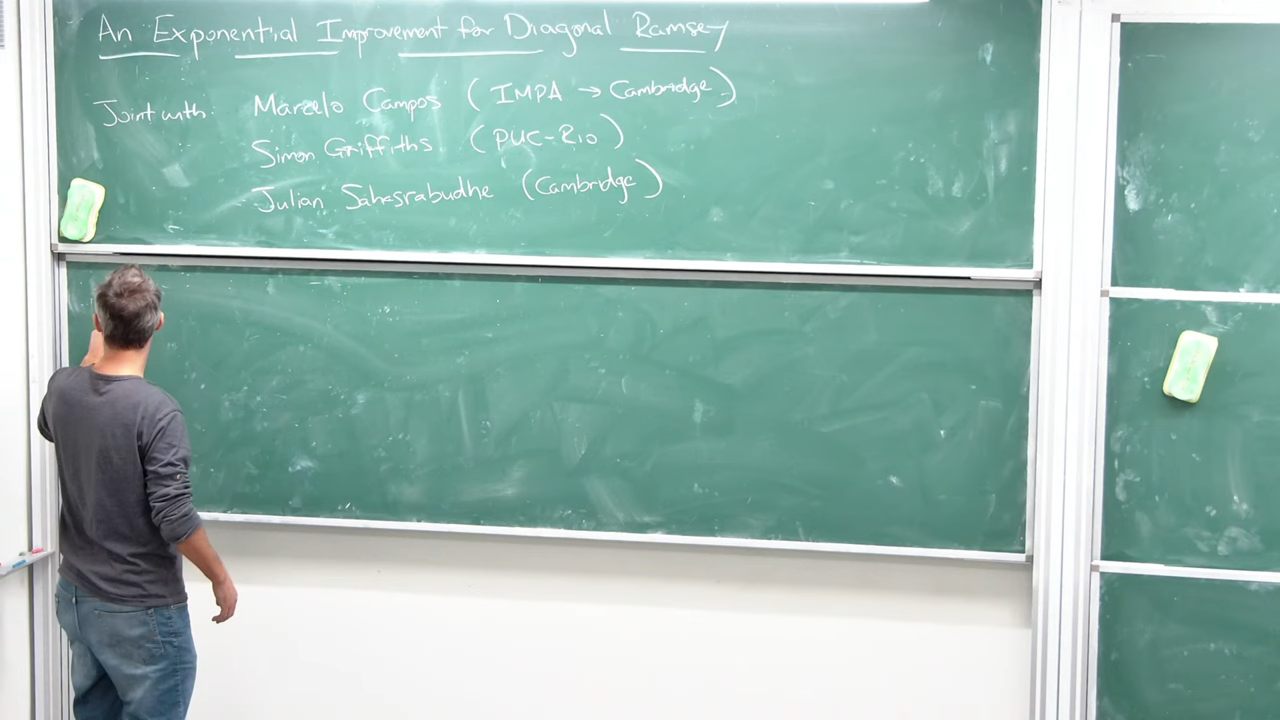 An Exponential Improvement for Diagonal Ramsey
Joint with: Marcelo Campos (IMPA → Cambridge)
Simon Griffiths (PUC-Rio)
Julian Sahasrabudhe (Cambridge)